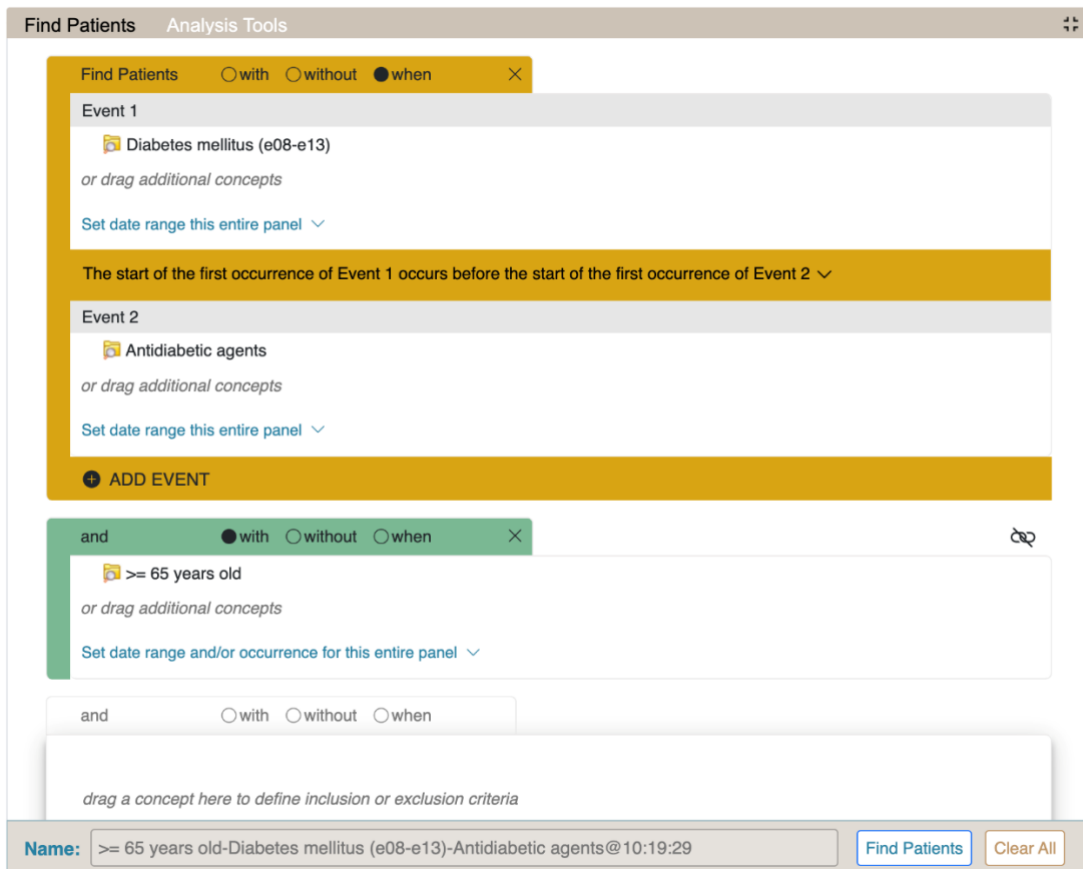 Find Patients Analysis Tools
Find Patients with without when
Event 1
Diabetes mellitus (e08-e13)
or drag additional concepts
Set date range this entire panel
The start of the first occurrence of Event 1 occurs before the start of the first occurrence of Event 2
Event 2
Antidiabetic agents
or drag additional concepts
Set date range this entire panel
ADD EVENT
and with without when
>= 65 years old
or drag additional concepts
Set date range and/or occurrence for this entire panel
and with without when
drag a concept here to define inclusion or exclusion criteria
Name: >= 65 years old-Diabetes mellitus (e08-e13)-Antidiabetic agents@10:19:29 Find Patients Clear All